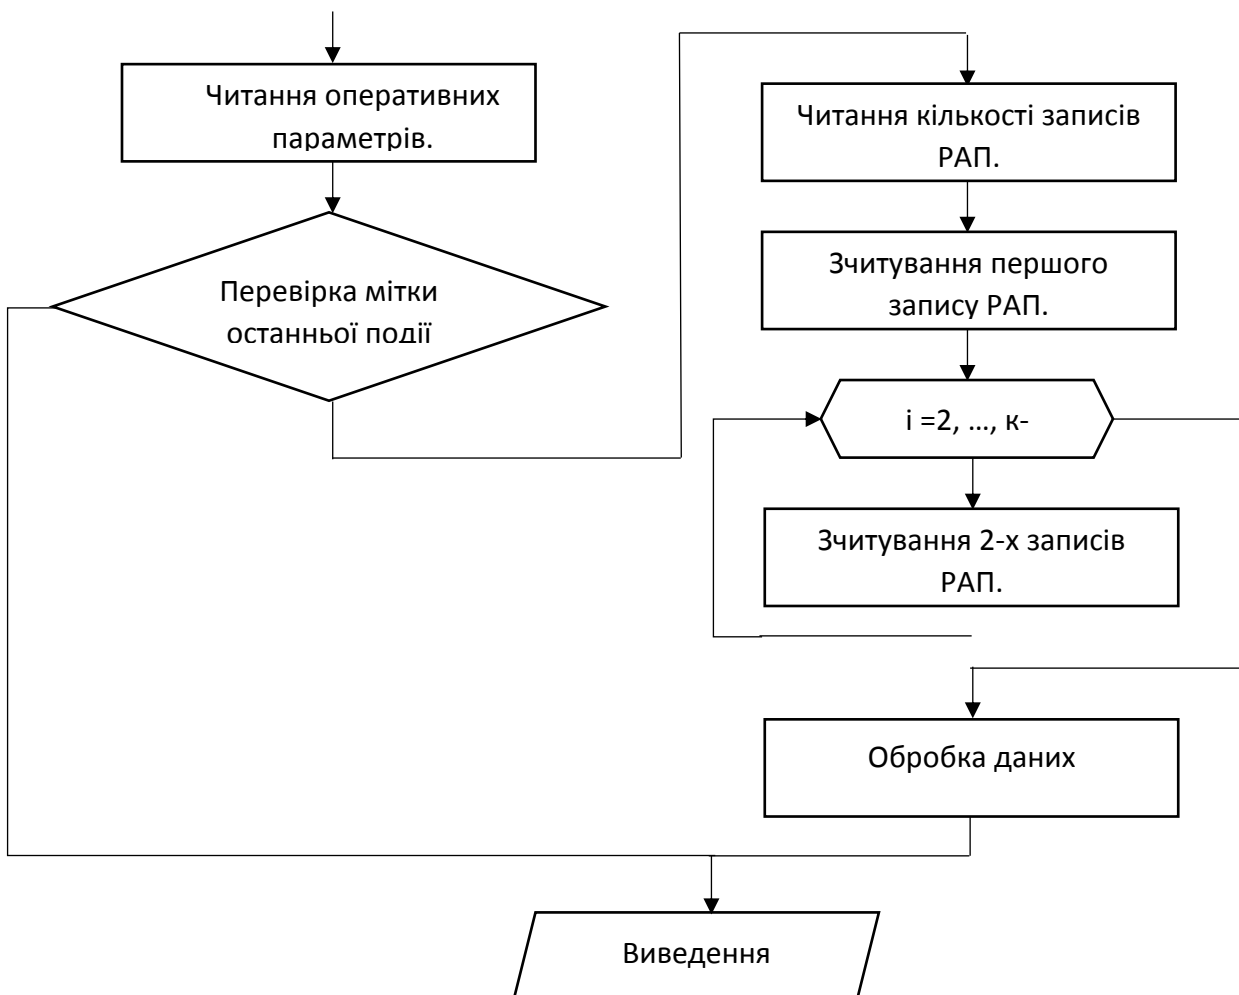 Читання оперативних
параметрів.
Перевірка мітки
останньої події
Читання кількості записів
РАП.
Зчитування першого
запису РАП.
і =2, …, к-
Зчитування 2-х записів
РАП.
Обробка даних
Виведення